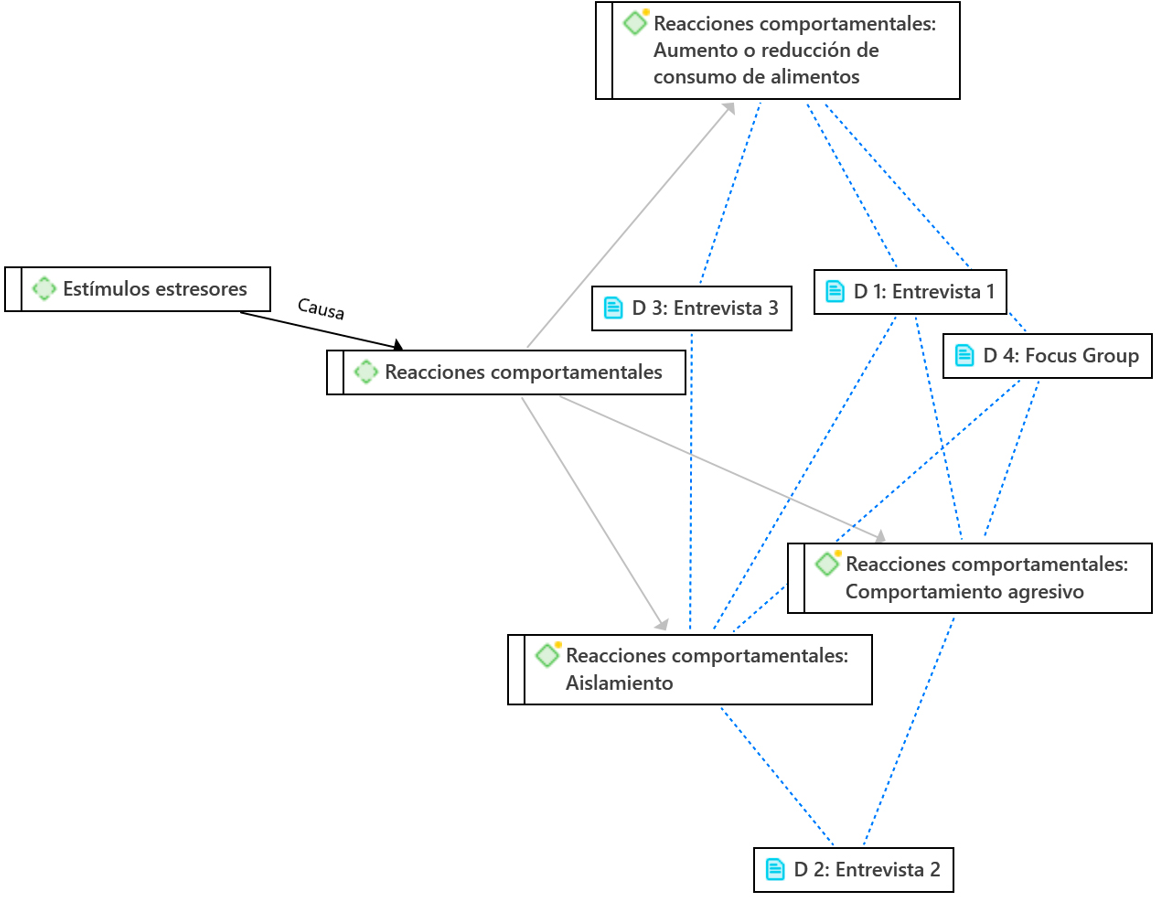 Reacciones comportamentales:
Aumento o reducción de
consumo de alimentos
Estímulos estresores
Causa
D 3: Entrevista 3
D 1: Entrevista 1
D 4: Focus Group
Reacciones comportamentales
Reacciones comportamentales:
Comportamiento agresivo
Reacciones comportamentales:
Aislamiento
D 2: Entrevista 2